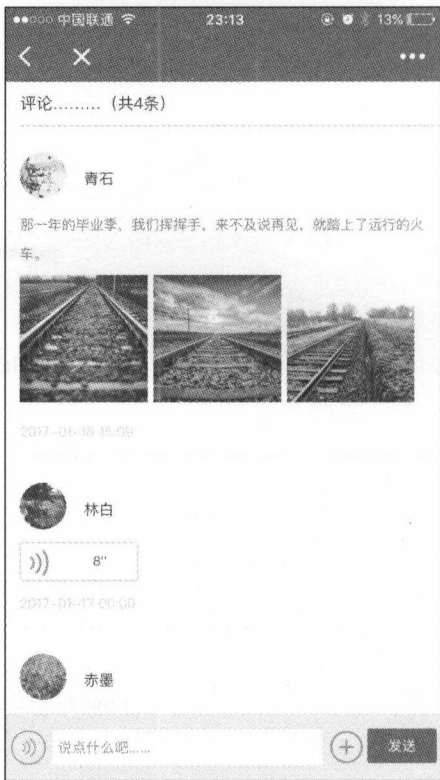 中国联通 23:13 13%
评论……… (共4条)
青石
那一年的毕业季，我们挥挥手，来不及说再见，就踏上了远行的火
车。
2017-01-18 15:09
林白
8''
2017-01-17 06:00
赤墨
说点什么吧……
发送